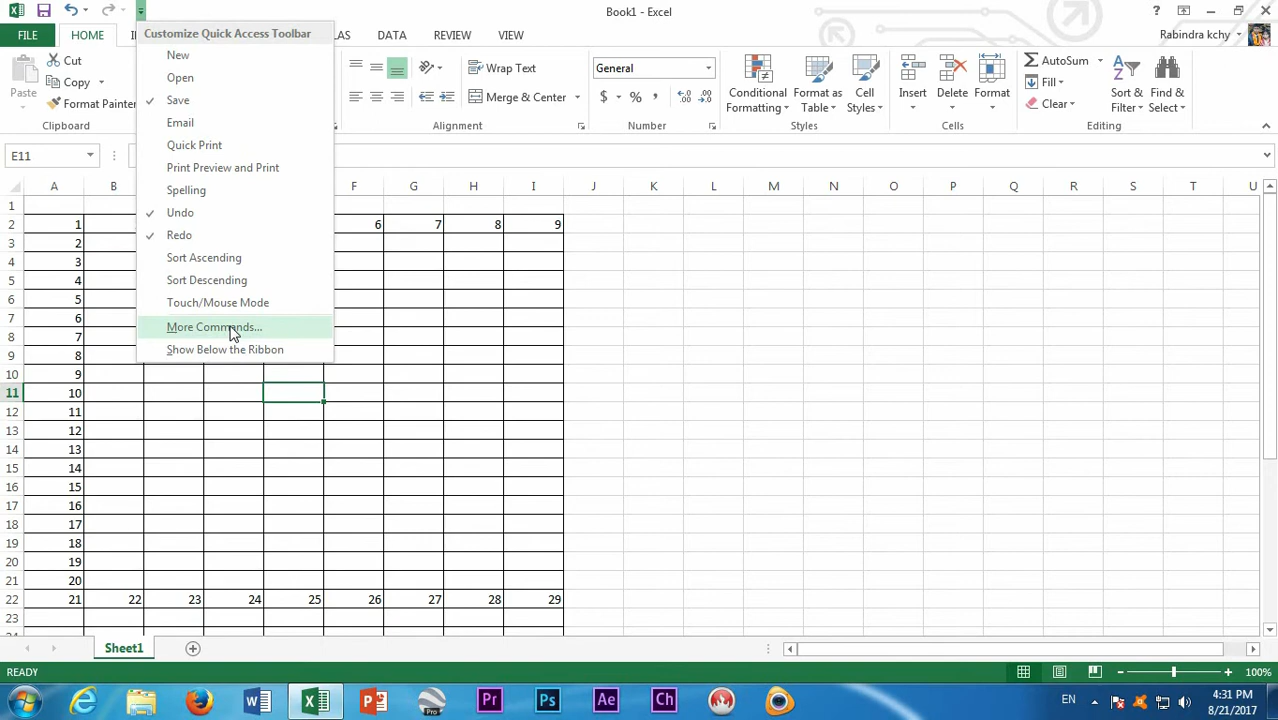 Book1 - Excel
FILE HOME LAS DATA REVIEW VIEW Rabindra kchy
Customize Quick Access Toolbar
New
Open
Save
Email
Quick Print
Print Preview and Print
Spelling
Undo
Redo
Sort Ascending
Sort Descending
Touch/Mouse Mode
More Commands...
Show Below the Ribbon
Paste
Cut
Copy
Format Painter
Clipboard
Wrap Text
Merge & Center
Alignment
General
$ % ,
Number
Conditional Formatting
Format as Table
Cell Styles
Styles
Insert
Delete
Format
Cells
AutoSum
Fill
Clear
Sort & Filter
Find & Select
Editing
E11
A B F G H I J K L M N O P Q R S T U
1
2 1 6 7 8 9
3 2
4 3
5 4
6 5
7 6
8 7
9 8
10 9
11 10
12 11
13 12
14 13
15 14
16 15
17 16
18 17
19 18
20 19
21 20
22 21 22 23 24 25 26 27 28 29
23
Sheet1
READY 100%
W X P Pro Pr Ps Ae Ch EN
4:31 PM
8/21/2017